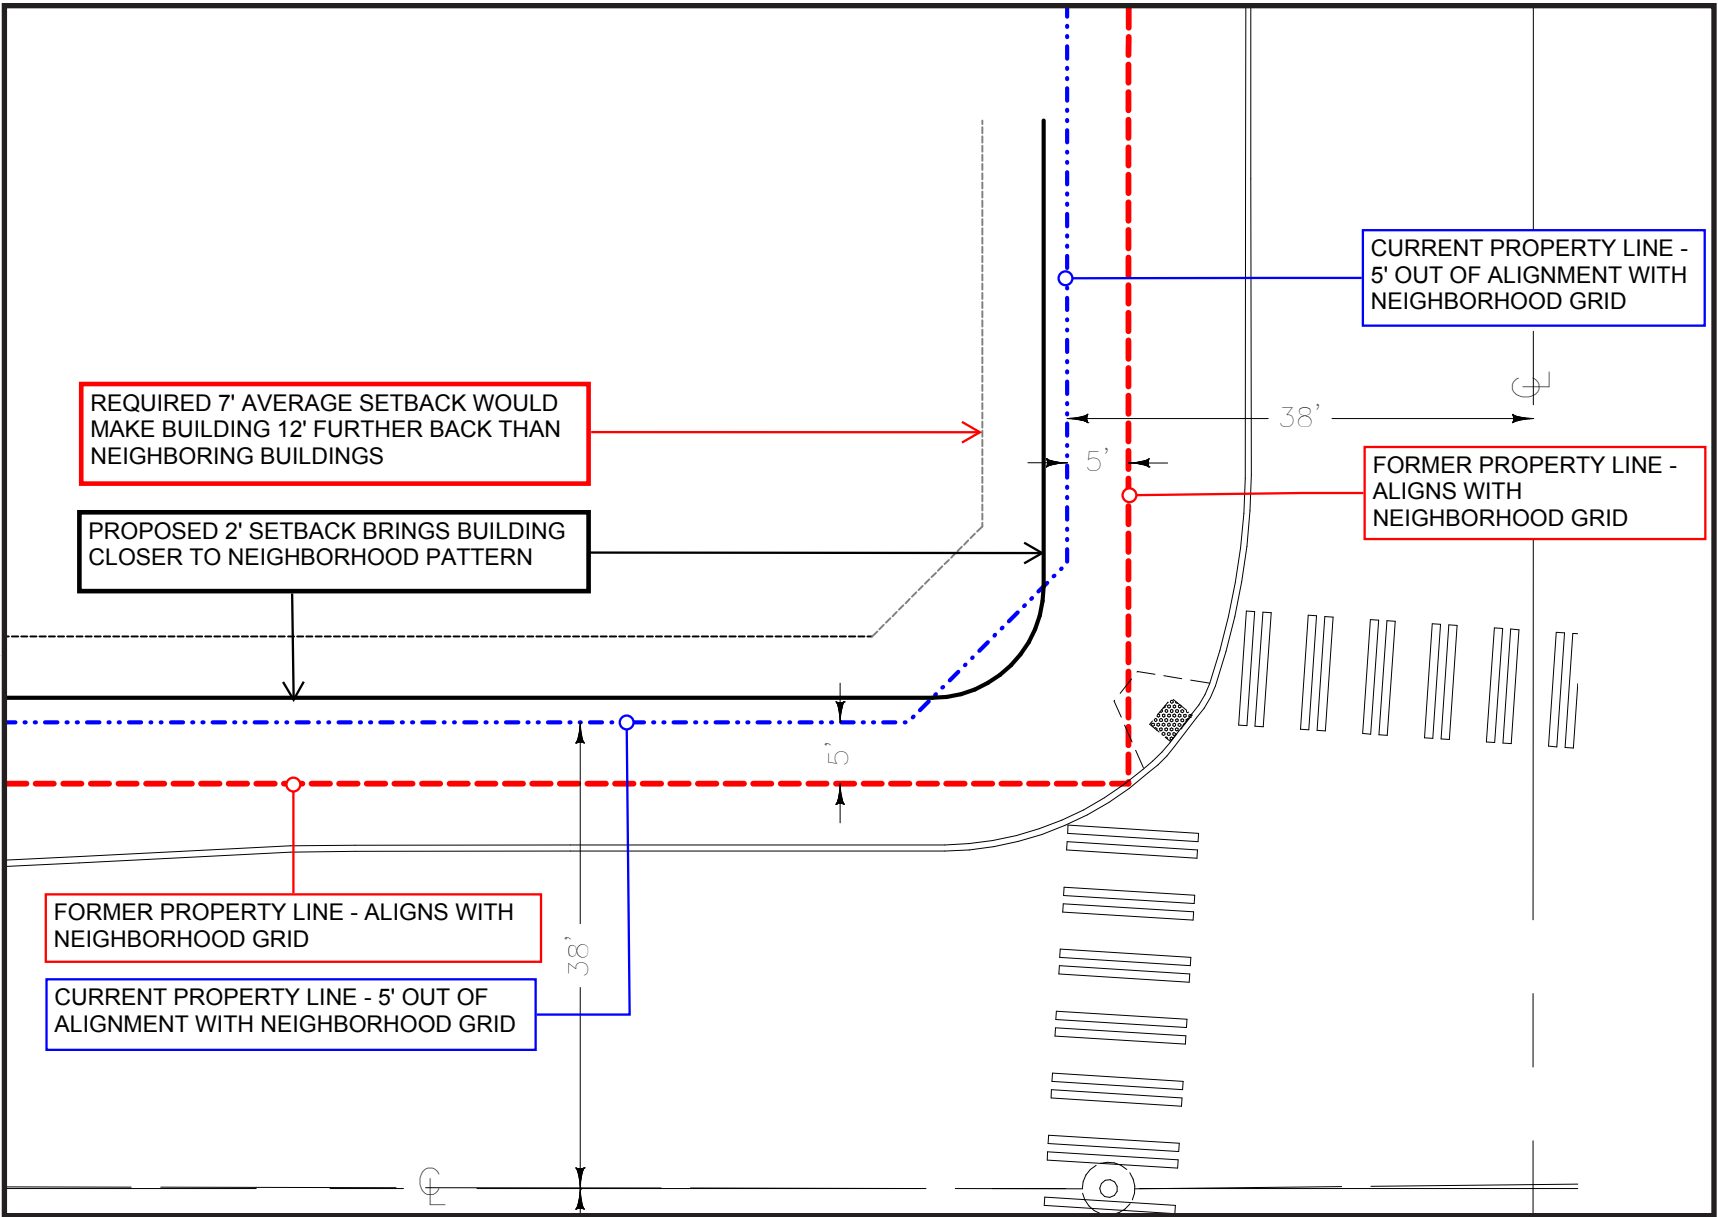 CURRENT PROPERTY LINE -
5' OUT OF ALIGNMENT WITH
NEIGHBORHOOD GRID
REQUIRED 7' AVERAGE SETBACK WOULD
MAKE BUILDING 12' FURTHER BACK THAN
NEIGHBORING BUILDINGS
38'
5'
FORMER PROPERTY LINE -
ALIGNS WITH
NEIGHBORHOOD GRID
PROPOSED 2' SETBACK BRINGS BUILDING
CLOSER TO NEIGHBORHOOD PATTERN
5'
38'
FORMER PROPERTY LINE - ALIGNS WITH
NEIGHBORHOOD GRID
CURRENT PROPERTY LINE - 5' OUT OF
ALIGNMENT WITH NEIGHBORHOOD GRID